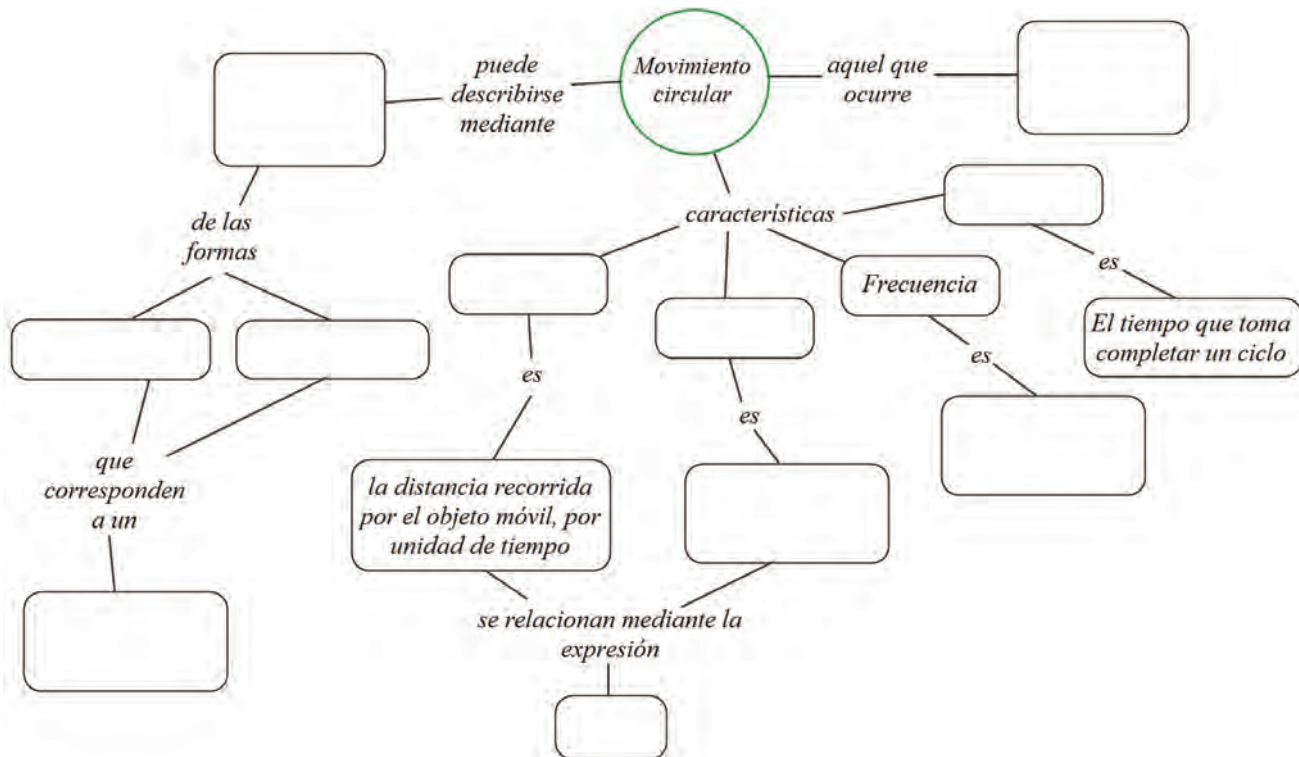 puede
describirse
mediante
Movimiento
circular
aquel que
ocurre
de las
formas
características
es
Frecuencia
El tiempo que toma
completar un ciclo
es
es
es
que
corresponden
a un
la distancia recorrida
por el objeto móvil, por
unidad de tiempo
se relacionan mediante la
expresión